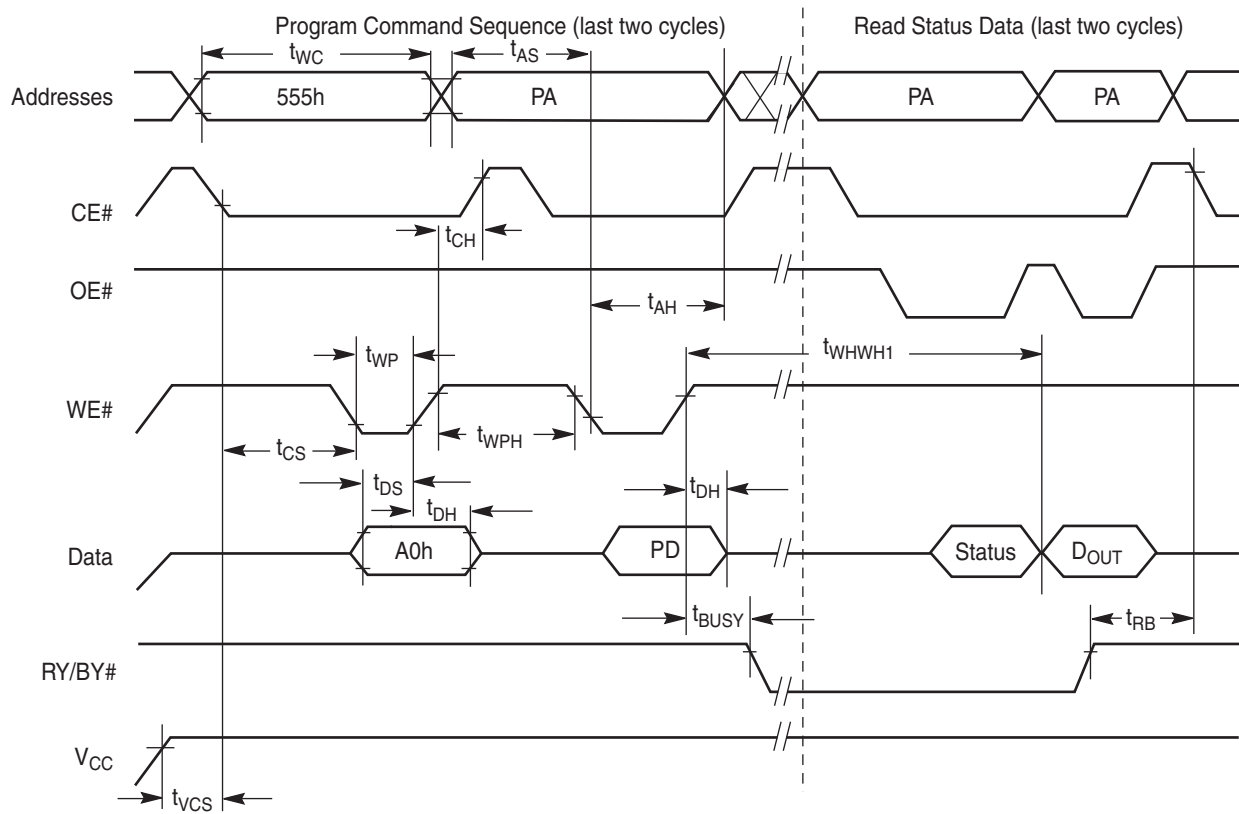 Program Command Sequence (last two cycles)
Read Status Data (last two cycles)
tWC
tAS
Addresses
555h
PA
PA
PA
CE#
tCH
OE#
tAH
tWP
tWHWH1
WE#
tCS
tWPH
tDS
tDH
tDH
Data
A0h
PD
Status
DOUT
tBUSY
tRB
RY/BY#
VCC
tVCS